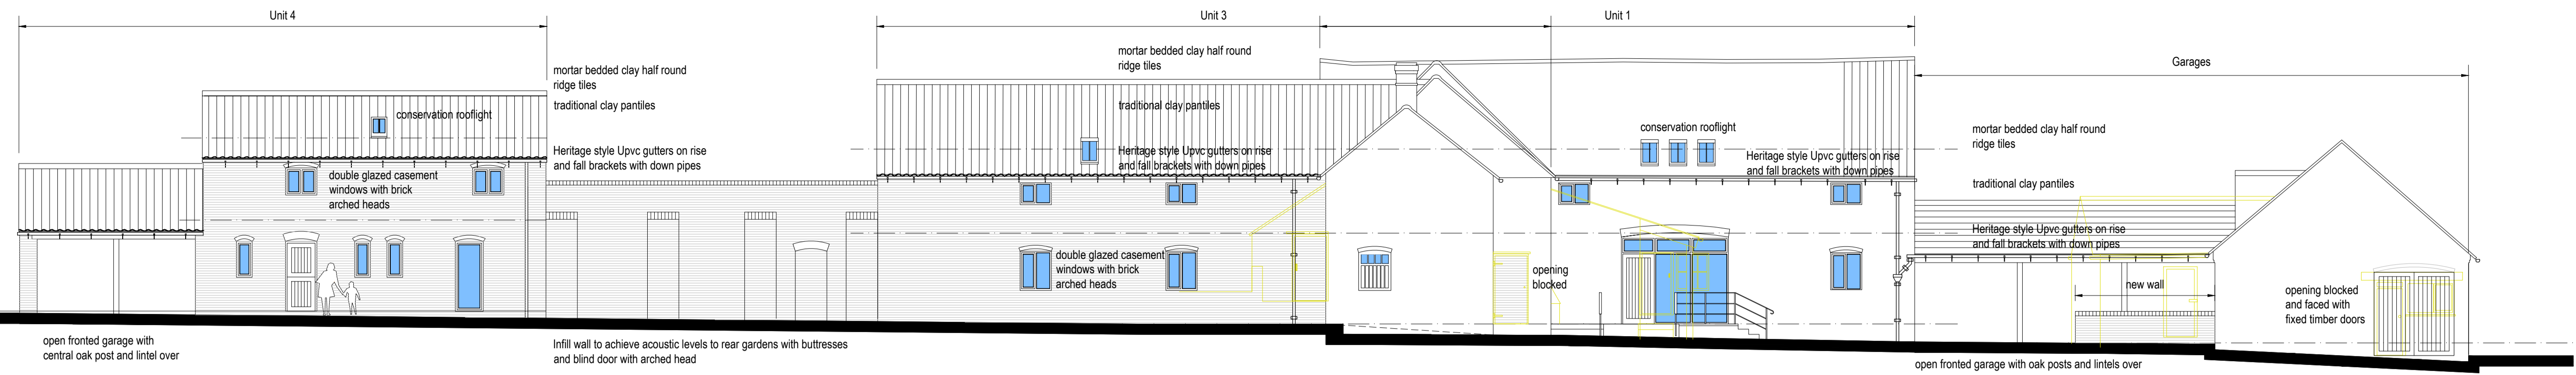 Unit 4
Unit 3
Unit 1
Garages
mortar bedded clay half round
ridge tiles
traditional clay pantiles
conservation rooflight
Heritage style Upvc gutters on rise
and fall brackets with down pipes
double glazed casement
windows with brick
arched heads
open fronted garage with
central oak post and lintel over
Infill wall to achieve acoustic levels to rear gardens with buttresses
and blind door with arched head
mortar bedded clay half round
ridge tiles
traditional clay pantiles
Heritage style Upvc gutters on rise
and fall brackets with down pipes
double glazed casement
windows with brick
arched heads
opening
blocked
conservation rooflight
Heritage style Upvc gutters on rise
and fall brackets with down pipes
mortar bedded clay half round
ridge tiles
traditional clay pantiles
Heritage style Upvc gutters on rise
and fall brackets with down pipes
new wall
opening blocked
and faced with
fixed timber doors
open fronted garage with oak posts and lintels over